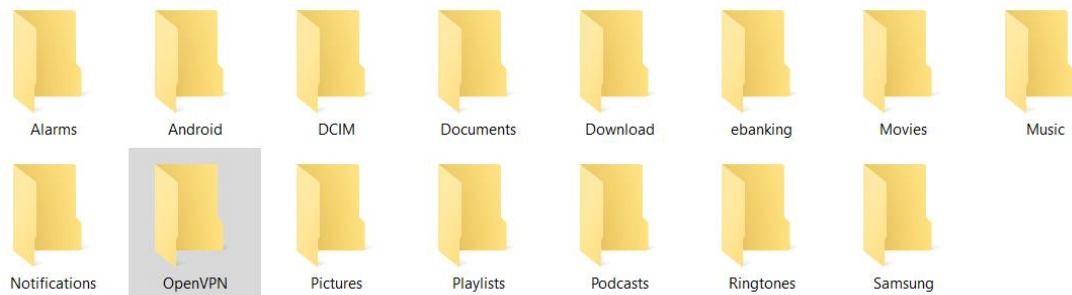 Alarms Android DCIM Documents Download ebanking Movies Music
Notifications OpenVPN Pictures Playlists Podcasts Ringtones Samsung